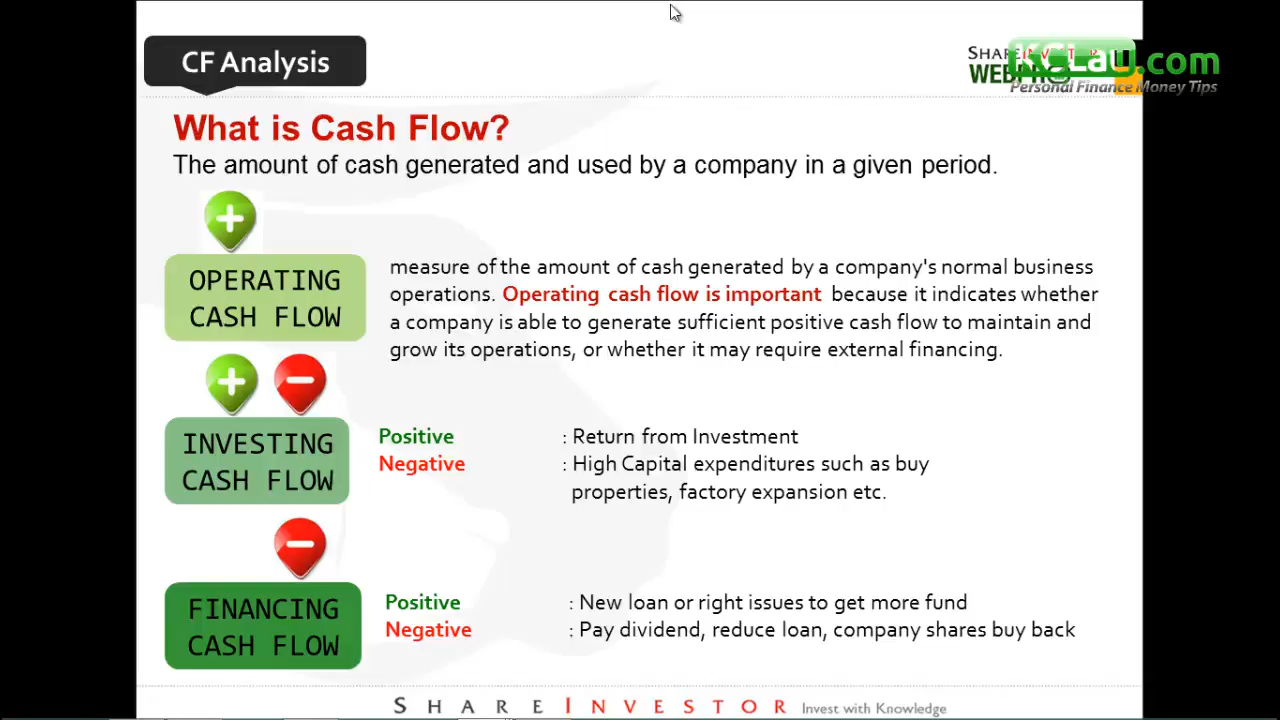 CF Analysis
KCLau.com
Personal Finance Money Tips
What is Cash Flow?
The amount of cash generated and used by a company in a given period.
OPERATING
CASH FLOW
measure of the amount of cash generated by a company's normal business
operations. Operating cash flow is important because it indicates whether
a company is able to generate sufficient positive cash flow to maintain and
grow its operations, or whether it may require external financing.
INVESTING
CASH FLOW
Positive : Return from Investment
Negative : High Capital expenditures such as buy
properties, factory expansion etc.
FINANCING
CASH FLOW
Positive : New loan or right issues to get more fund
Negative : Pay dividend, reduce loan, company shares buy back
SHAREINVESTOR Invest with Knowledge